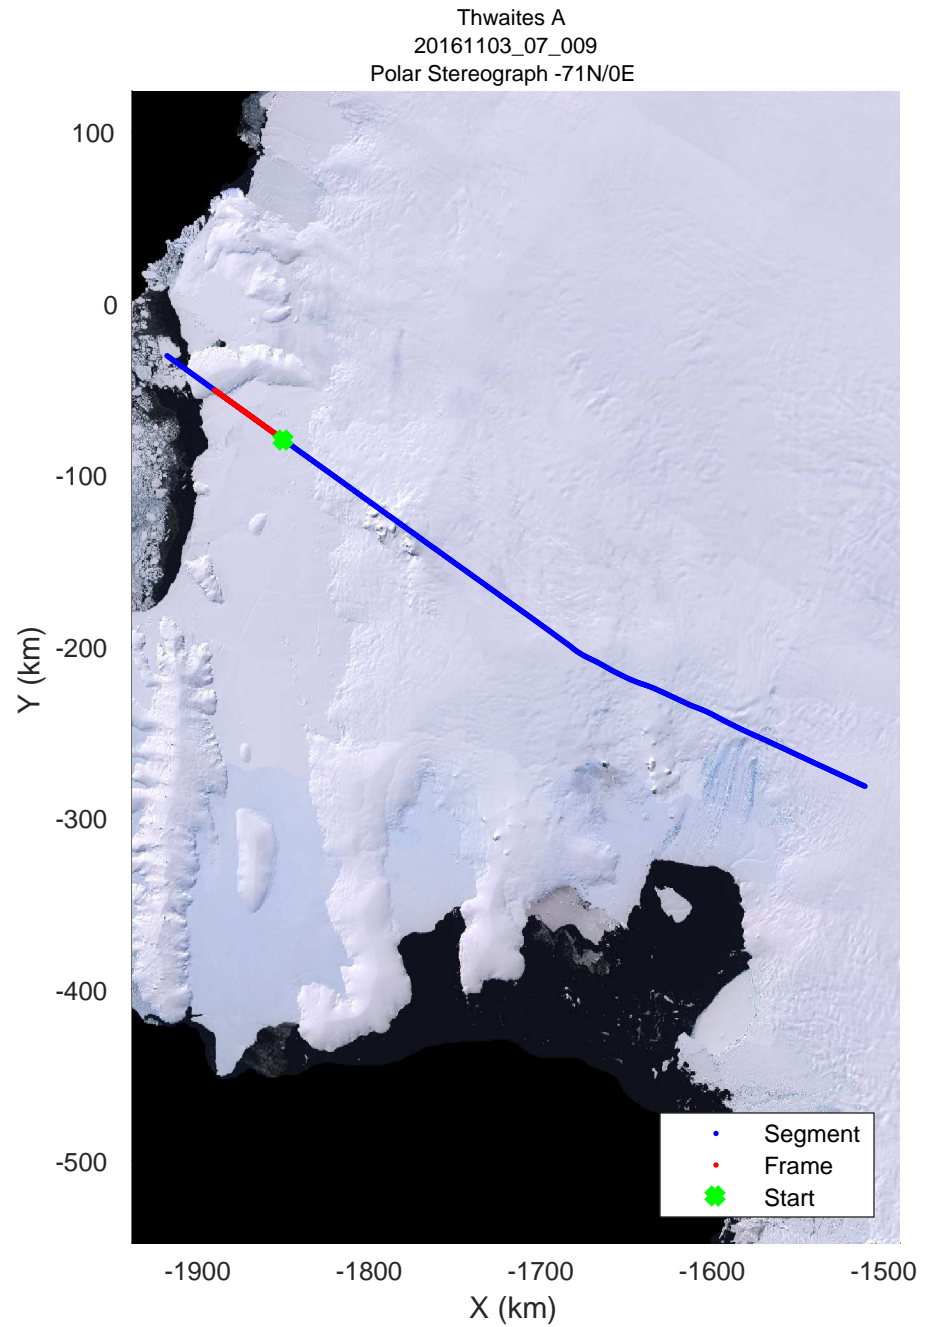 Thwaites A
20161103_07_009
Polar Stereograph -71N/0E
100
0
-100
-200
-300
-400
-500
Y (km)
Segment
Frame
Start
-1900 -1800 -1700 -1600 -1500
X (km)